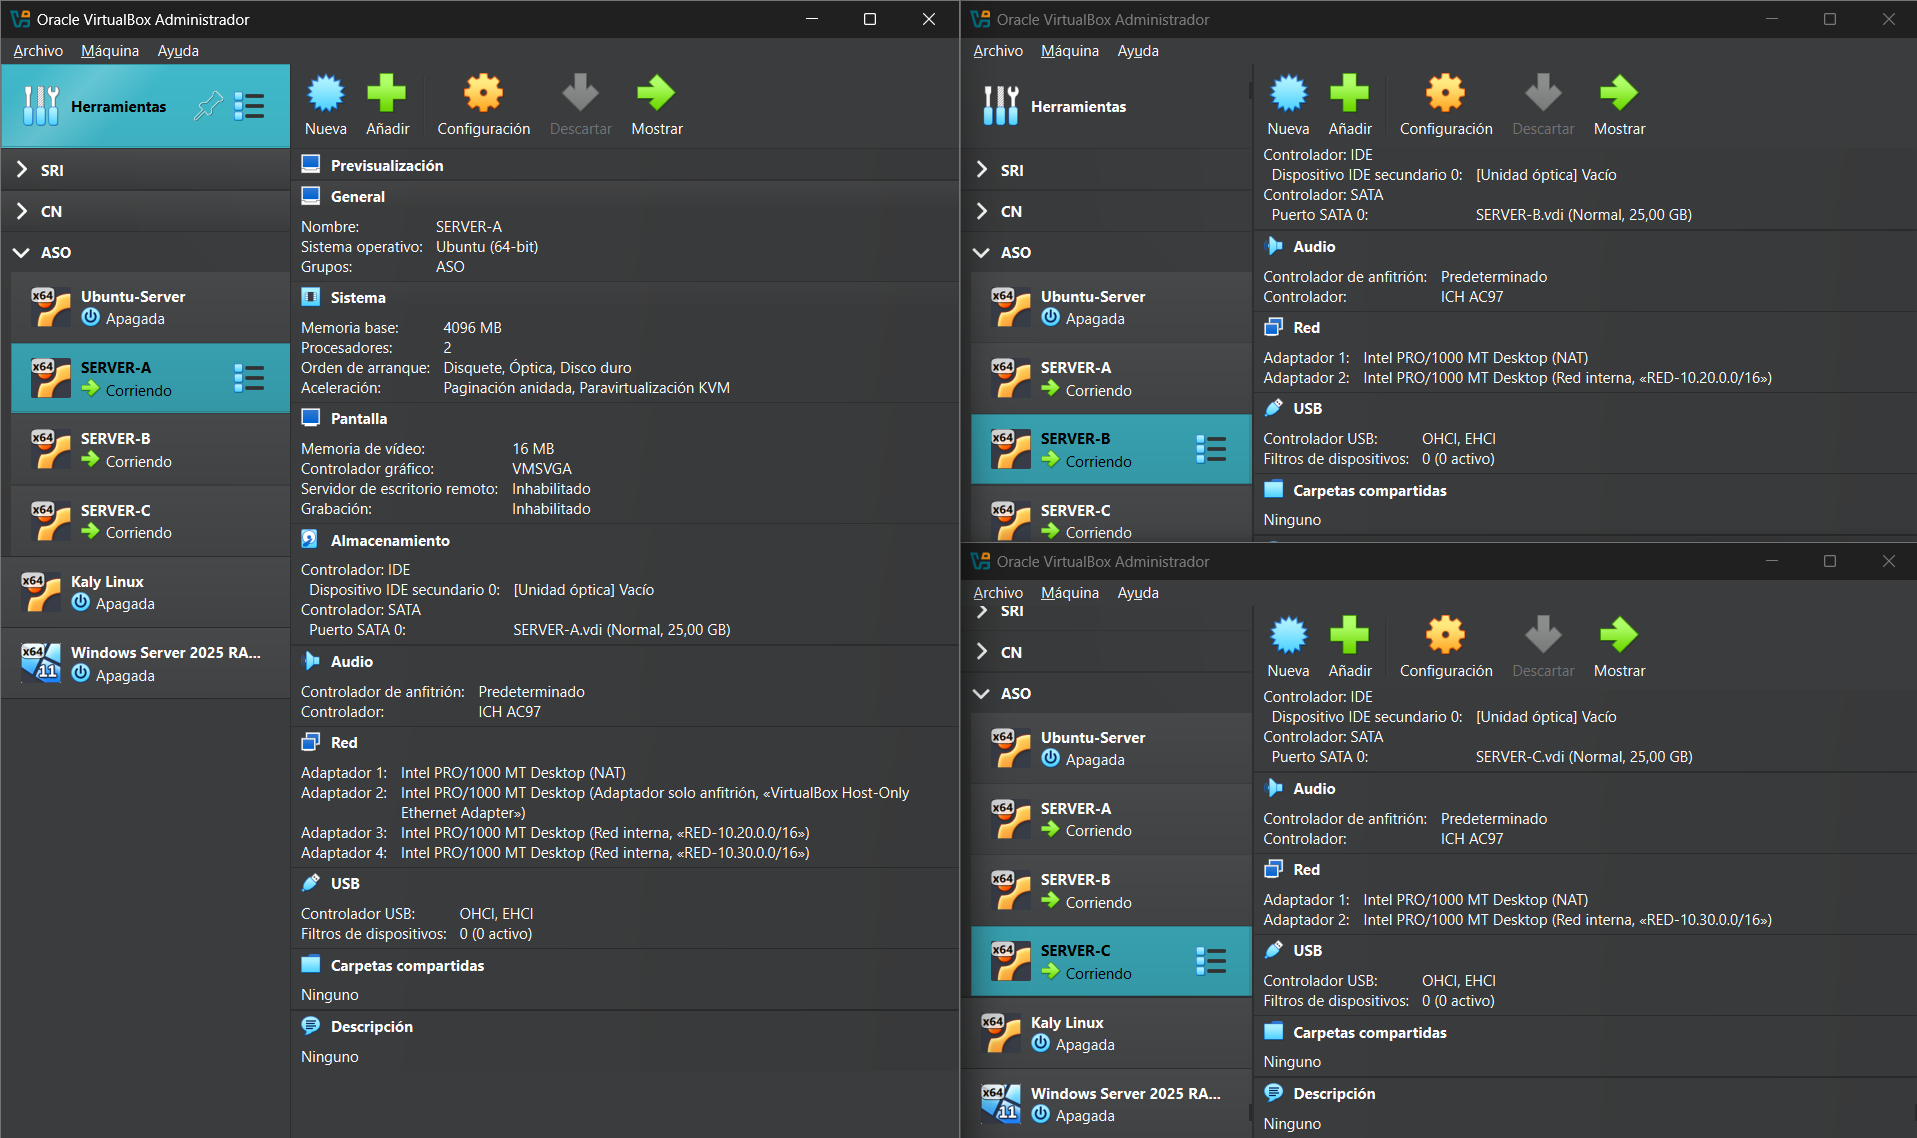 Oracle VirtualBox Administrador
Archivo Máquina Ayuda
Herramientas
SRI
CN
ASO
x64 Ubuntu-Server
Apagada
x64 SERVER-A
Corriendo
x64 SERVER-B
Corriendo
x64 SERVER-C
Corriendo
x64 Kaly Linux
Apagada
x64 11 Windows Server 2025 RA...
Apagada
Nueva Añadir Configuración Descartar Mostrar
Previsualización
General
Nombre: SERVER-A
Sistema operativo: Ubuntu (64-bit)
Grupos: ASO
Sistema
Memoria base: 4096 MB
Procesadores: 2
Orden de arranque: Disquete, Óptica, Disco duro
Aceleración: Paginación anidada, Paravirtualización KVM
Pantalla
Memoria de vídeo: 16 MB
Controlador gráfico: VMSVGA
Servidor de escritorio remoto: Inhabilitado
Grabación: Inhabilitado
Almacenamiento
Controlador: IDE
Dispositivo IDE secundario 0: [Unidad óptica] Vacío
Controlador: SATA
Puerto SATA 0: SERVER-A.vdi (Normal, 25,00 GB)
Audio
Controlador de anfitrión: Predeterminado
Controlador: ICH AC97
Red
Adaptador 1: Intel PRO/1000 MT Desktop (NAT)
Adaptador 2: Intel PRO/1000 MT Desktop (Adaptador solo anfitrión, «VirtualBox Host-Only
Ethernet Adapter»)
Adaptador 3: Intel PRO/1000 MT Desktop (Red interna, «RED-10.20.0.0/16»)
Adaptador 4: Intel PRO/1000 MT Desktop (Red interna, «RED-10.30.0.0/16»)
USB
Controlador USB: OHCI, EHCI
Filtros de dispositivos: 0 (0 activo)
Carpetas compartidas
Ninguno
Descripción
Ninguno
Oracle VirtualBox Administrador
Archivo Máquina Ayuda
Herramientas
SRI
CN
ASO
x64 Ubuntu-Server
Apagada
x64 SERVER-A
Corriendo
x64 SERVER-B
Corriendo
x64 SERVER-C
Corriendo
Nueva Añadir Configuración Descartar Mostrar
Controlador: IDE
Dispositivo IDE secundario 0: [Unidad óptica] Vacío
Controlador: SATA
Puerto SATA 0: SERVER-B.vdi (Normal, 25,00 GB)
Audio
Controlador de anfitrión: Predeterminado
Controlador: ICH AC97
Red
Adaptador 1: Intel PRO/1000 MT Desktop (NAT)
Adaptador 2: Intel PRO/1000 MT Desktop (Red interna, «RED-10.20.0.0/16»)
USB
Controlador USB: OHCI, EHCI
Filtros de dispositivos: 0 (0 activo)
Carpetas compartidas
Ninguno
Oracle VirtualBox Administrador
Archivo Máquina Ayuda
SRI
CN
ASO
x64 Ubuntu-Server
Apagada
x64 SERVER-A
Corriendo
x64 SERVER-B
Corriendo
x64 SERVER-C
Corriendo
x64 Kaly Linux
Apagada
x64 11 Windows Server 2025 RA...
Apagada
Nueva Añadir Configuración Descartar Mostrar
Controlador: IDE
Dispositivo IDE secundario 0: [Unidad óptica] Vacío
Controlador: SATA
Puerto SATA 0: SERVER-C.vdi (Normal, 25,00 GB)
Audio
Controlador de anfitrión: Predeterminado
Controlador: ICH AC97
Red
Adaptador 1: Intel PRO/1000 MT Desktop (NAT)
Adaptador 2: Intel PRO/1000 MT Desktop (Red interna, «RED-10.30.0.0/16»)
USB
Controlador USB: OHCI, EHCI
Filtros de dispositivos: 0 (0 activo)
Carpetas compartidas
Ninguno
Descripción
Ninguno